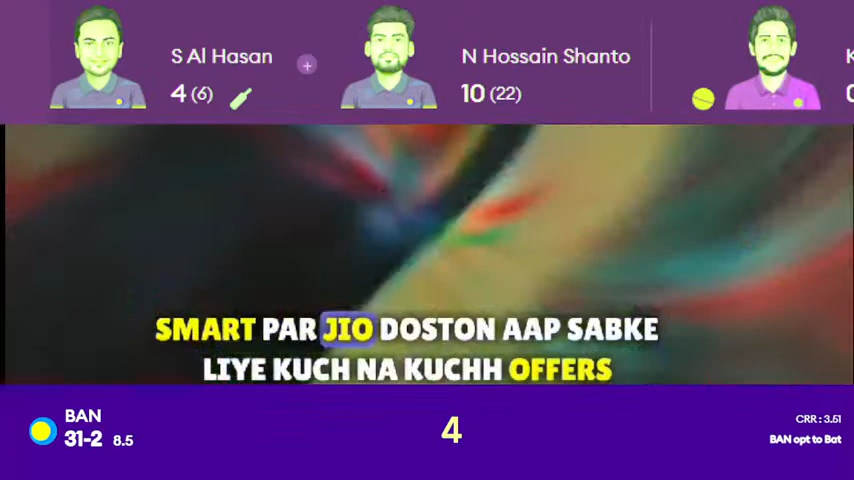 S Al Hasan
4 (6)
+
N Hossain Shanto
10 (22)
K
SMART PAR JIO DOSTON AAP SABKE
LIYE KUCH NA KUCHH OFFERS
BAN
31-2 8.5
4
CRR : 3.51
BAN opt to Bat